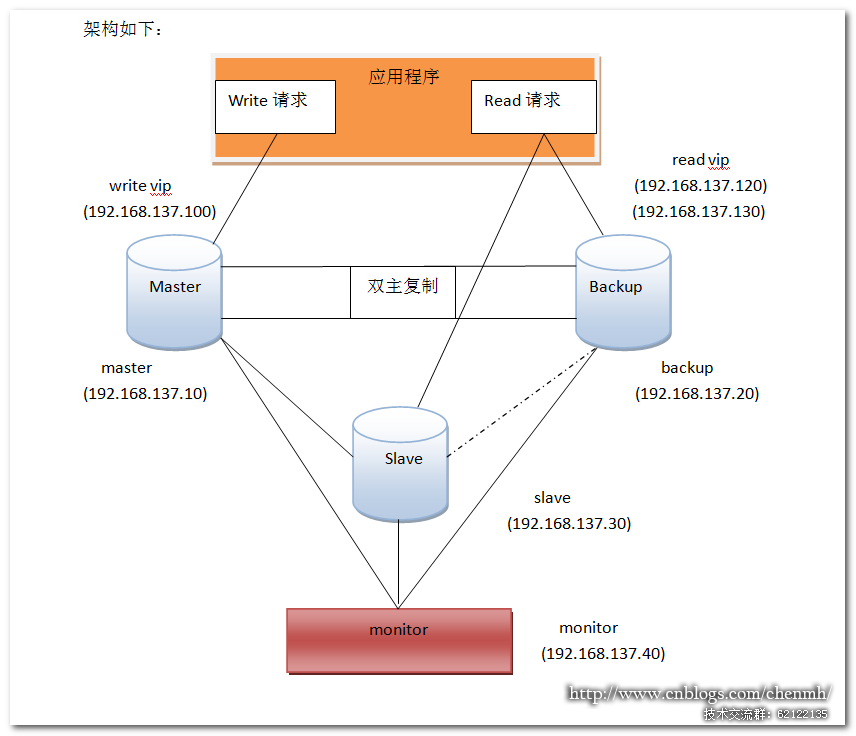 架构如下：
应用程序
Write 请求
Read 请求
read vip
(192.168.137.120)
(192.168.137.130)
write vip
(192.168.137.100)
Master
双主复制
Backup
master
(192.168.137.10)
backup
(192.168.137.20)
Slave
slave
(192.168.137.30)
monitor
monitor
(192.168.137.40)
http://www.cnblogs.com/chenmh/
技术交流群：62122135